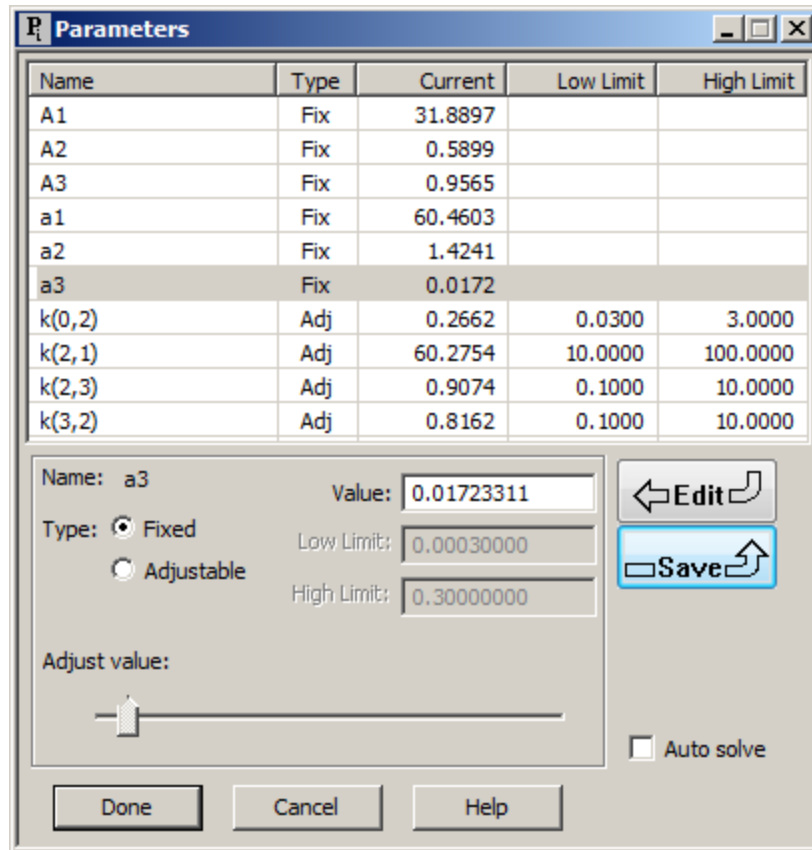 Pi Parameters
Name Type Current Low Limit High Limit
A1 Fix 31.8897
A2 Fix 0.5899
A3 Fix 0.9565
a1 Fix 60.4603
a2 Fix 1.4241
a3 Fix 0.0172
k(0,2) Adj 0.2662 0.0300 3.0000
k(2,1) Adj 60.2754 10.0000 100.0000
k(2,3) Adj 0.9074 0.1000 10.0000
k(3,2) Adj 0.8162 0.1000 10.0000
Name: a3
Value: 0.01723311
Edit
Type: Fixed
Low Limit: 0.00030000
Save
Adjustable
High Limit: 0.30000000
Adjust value:
Auto solve
Done Cancel Help